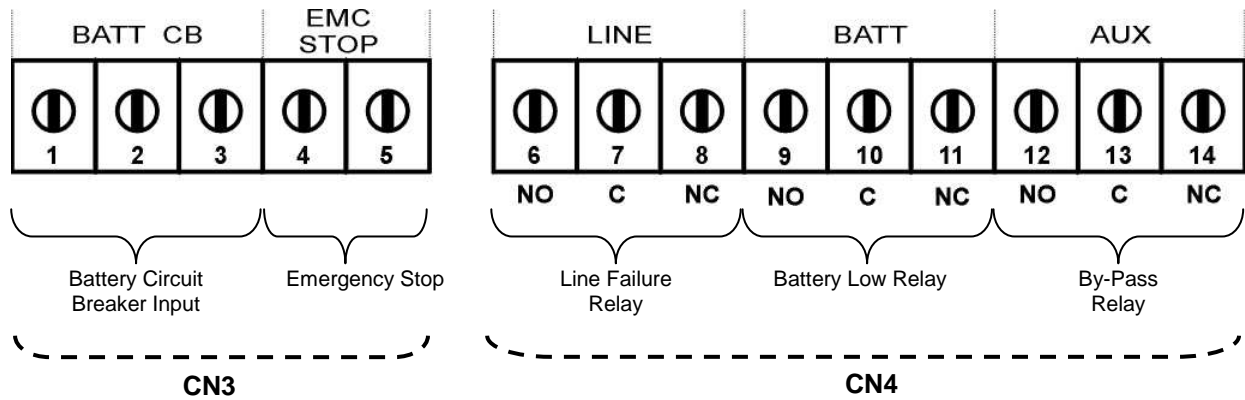 BATT CB EMC STOP LINE BATT AUX
1 2 3 4 5 6 7 8 9 10 11 12 13 14
NO C NC NO C NC NO C NC
Battery Circuit Breaker Input
Emergency Stop
Line Failure Relay
Battery Low Relay
By-Pass Relay
CN3 CN4